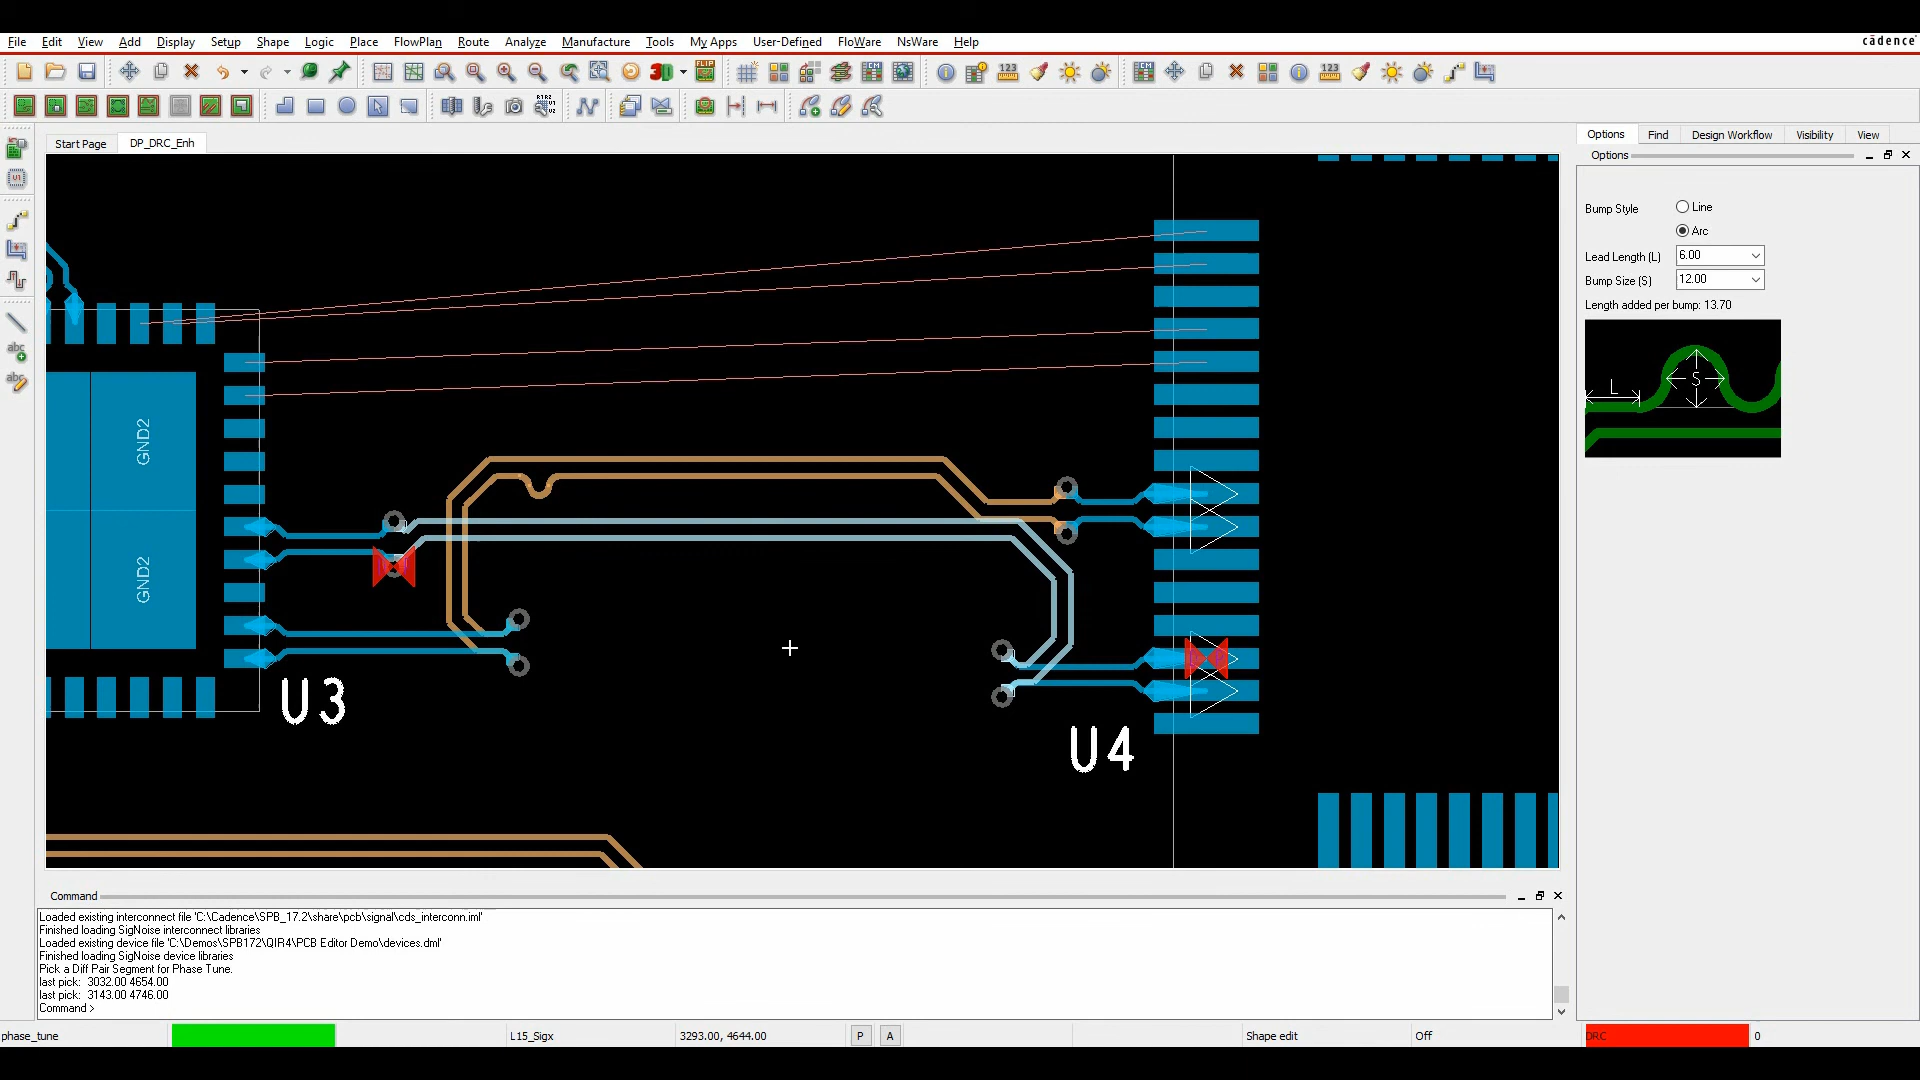 File Edit View Add Display Setup Shape Logic Place FlowPlan Route Analyze Manufacture Tools My Apps User-Defined FloWare NsWare Help
cādence
Start Page
DP_DRC_Enh
Options Find Design Workflow Visibility View
Options
Bump Style
Line
Arc
Lead Length (L)
6.00
Bump Size (S)
12.00
Length added per bump: 13.70
L
S
GND2
GND2
U3
U4
Command
Loaded existing interconnect file 'C:\Cadence\SPB_17.2\share\pcb\signal\cds_interconn.iml'
Finished loading SigNoise interconnect libraries
Loaded existing device file 'C:\Demos\SPB172\QIR4\PCB Editor Demo\devices.dml'
Finished loading SigNoise device libraries
Pick a Diff Pair Segment for Phase Tune.
last pick:  3032.00 4654.00
last pick:  3143.00 4746.00
Command >
phase_tune
L15_Sigx
3293.00, 4644.00
P
A
Shape edit
Off
DRC
0